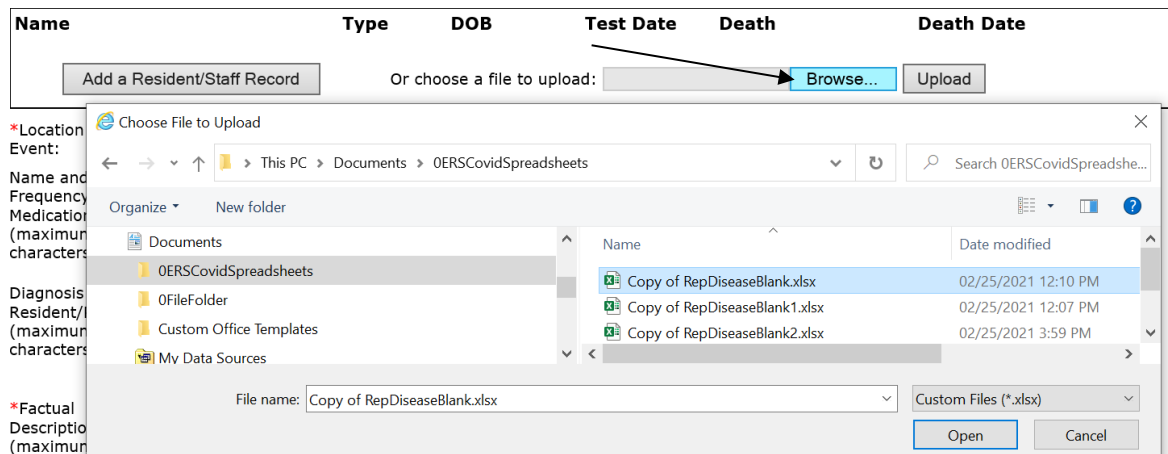 Name Type DOB Test Date Death Death Date
Add a Resident/Staff Record Or choose a file to upload: Browse... Upload
*Location
Event:
Name and
Frequency
Medication
(maximum
characters
Diagnosis
Resident/
(maximum
characters
*Factual
Descriptio
(maximum
Choose File to Upload
This PC > Documents > 0ERSCovidSpreadsheets Search 0ERSCovidSpreadshe...
Organize New folder
Documents
0ERSCovidSpreadsheets
0FileFolder
Custom Office Templates
My Data Sources
Name Date modified
Copy of RepDiseaseBlank.xlsx 02/25/2021 12:10 PM
Copy of RepDiseaseBlank1.xlsx 02/25/2021 12:07 PM
Copy of RepDiseaseBlank2.xlsx 02/25/2021 3:59 PM
File name: Copy of RepDiseaseBlank.xlsx Custom Files (*.xlsx)
Open Cancel